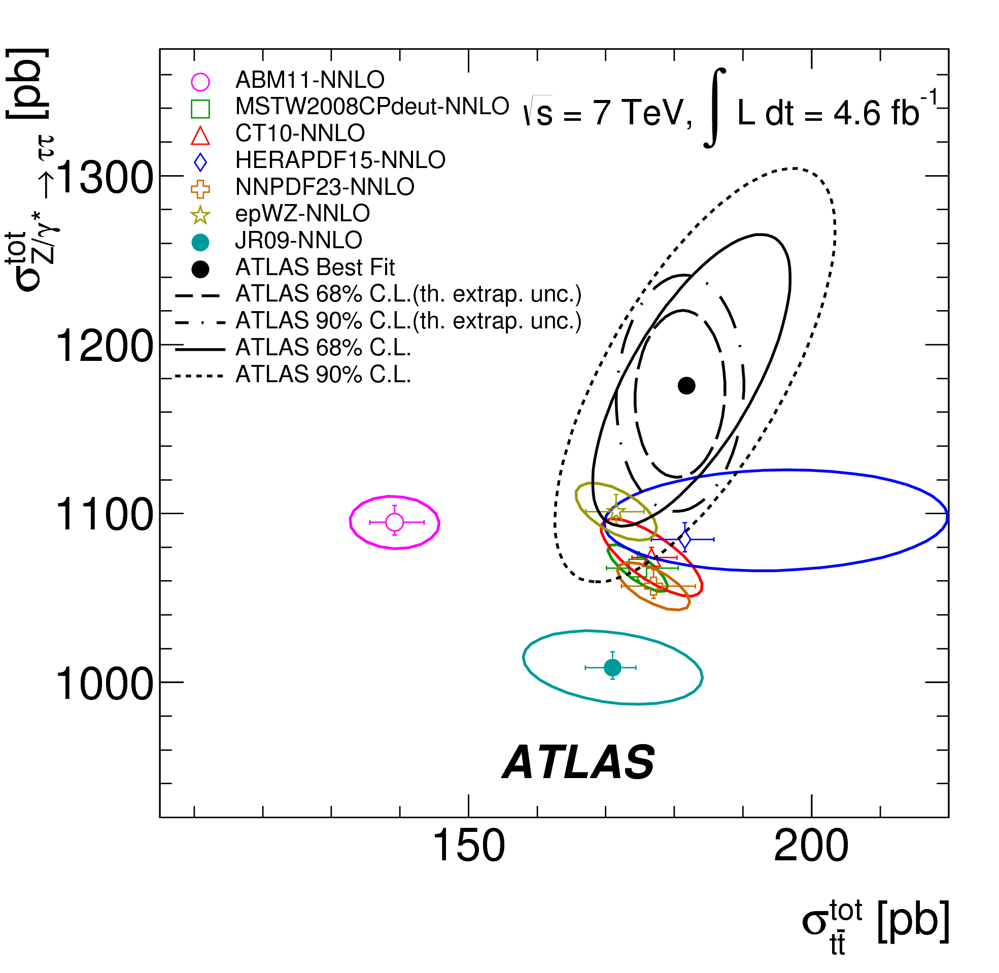 ABM11-NNLO
MSTW2008CPdeut-NNLO
CT10-NNLO
HERAPDF15-NNLO
NNPDF23-NNLO
epWZ-NNLO
JR09-NNLO
ATLAS Best Fit
ATLAS 68% C.L.(th. extrap. unc.)
ATLAS 90% C.L.(th. extrap. unc.)
ATLAS 68% C.L.
ATLAS 90% C.L.
√s = 7 TeV, ∫ L dt = 4.6 fb⁻¹
σ^tot_Z/γ*→ττ [pb]
1300
1200
1100
1000
ATLAS
150
200
σ^tot_tt̄ [pb]